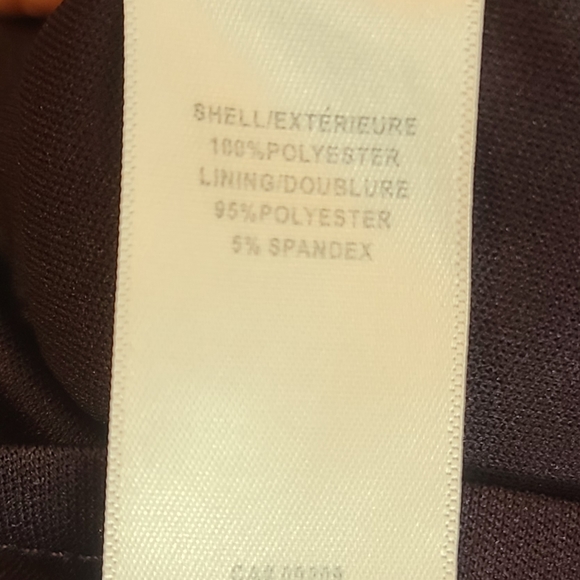 SHELL/EXTÉRIEURE
100%POLYESTER
LINING/DOUBLURE
95%POLYESTER
5% SPANDEX